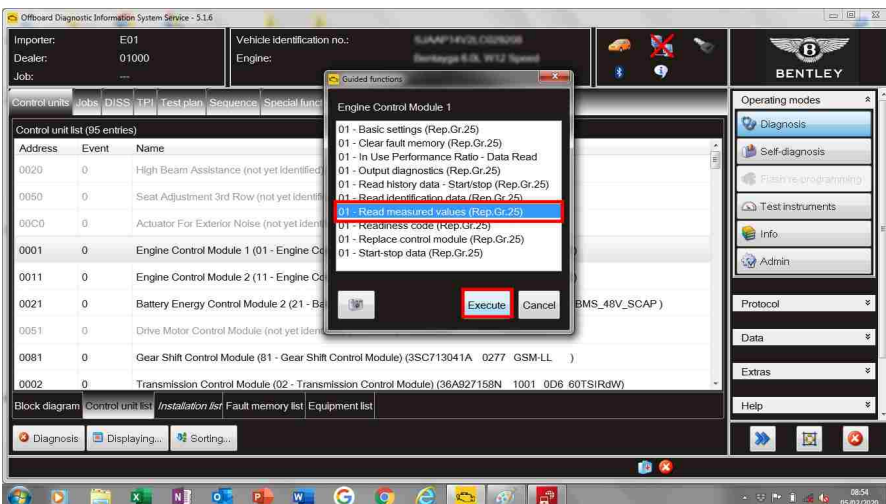 Offboard Diagnostic Information System Service - 5.1.6
Importer: E01
Dealer: 01000
Job: ---
Vehicle identification no.:
Engine:
BENTLEY
Control units Jobs DISS TPI Test plan Sequence Special func
Control unit list (95 entries)
Address Event Name
0020 0 High Beam Assistance (not yet identified)
0050 0 Seat Adjustment 3rd Row (not yet identif
00C0 0 Actuator For Exterior Noise (not yet ident
0001 0 Engine Control Module 1 (01 - Engine Co
0011 0 Engine Control Module 2 (11 - Engine Co
0021 0 Battery Energy Control Module 2 (21 - Ba BMS_48V_SCAP )
0051 0 Drive Motor Control Module (not yet iden
0081 0 Gear Shift Control Module (81 - Gear Shift Control Module) (3SC713041A 0277 GSM-LL )
0002 0 Transmission Control Module (02 - Transmission Control Module) (36A927158N 1001 0D6 60TSIRdW)
Guided functions
Engine Control Module 1
01 - Basic settings (Rep.Gr.25)
01 - Clear fault memory (Rep.Gr.25)
01 - In Use Performance Ratio - Data Read
01 - Output diagnostics (Rep.Gr.25)
01 - Read history data - Start/stop (Rep.Gr.25)
01 - Read identification data (Rep.Gr.25)
01 - Read measured values (Rep.Gr.25)
01 - Readiness code (Rep.Gr.25)
01 - Replace control module (Rep.Gr.25)
01 - Start-stop data (Rep.Gr.25)
Execute Cancel
Operating modes
Diagnosis
Self-diagnosis
Flash re-programming
Test instruments
Info
Admin
Protocol
Data
Extras
Help
Block diagram Control unit list Installation list Fault memory list Equipment list
Diagnosis Displaying... Sorting...
08:54
05/02/2020